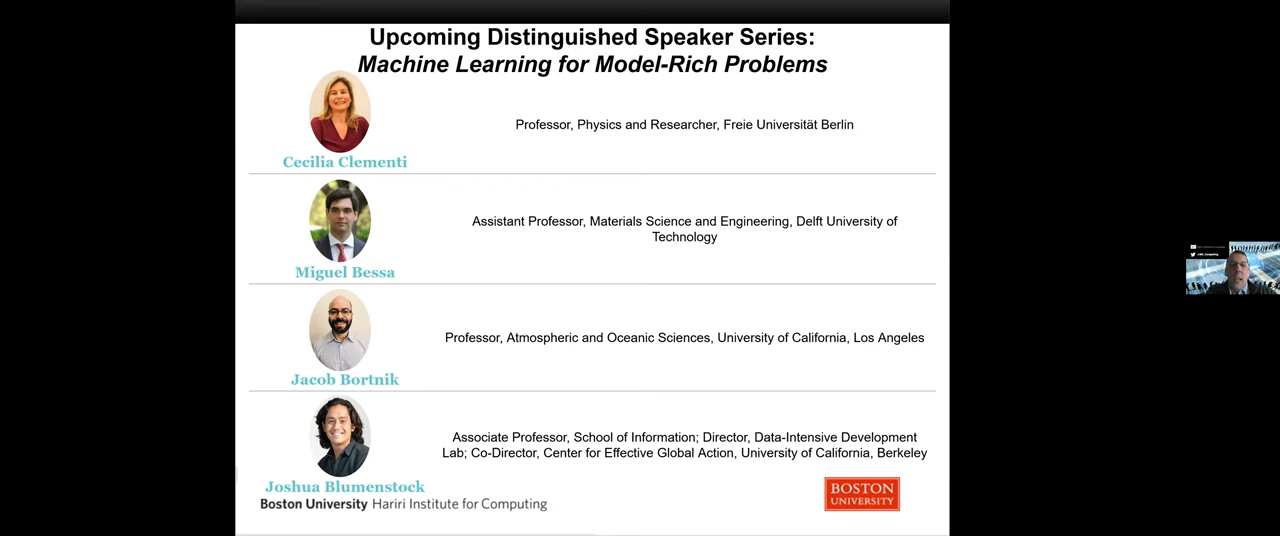 Upcoming Distinguished Speaker Series:
Machine Learning for Model-Rich Problems
Professor, Physics and Researcher, Freie Universität Berlin
Cecilia Clementi
Assistant Professor, Materials Science and Engineering, Delft University of
Technology
Miguel Bessa
Professor, Atmospheric and Oceanic Sciences, University of California, Los Angeles
Jacob Bortnik
Associate Professor, School of Information; Director, Data-Intensive Development
Lab; Co-Director, Center for Effective Global Action, University of California, Berkeley
Joshua Blumenstock
Boston University Hariri Institute for Computing
BOSTON
UNIVERSITY